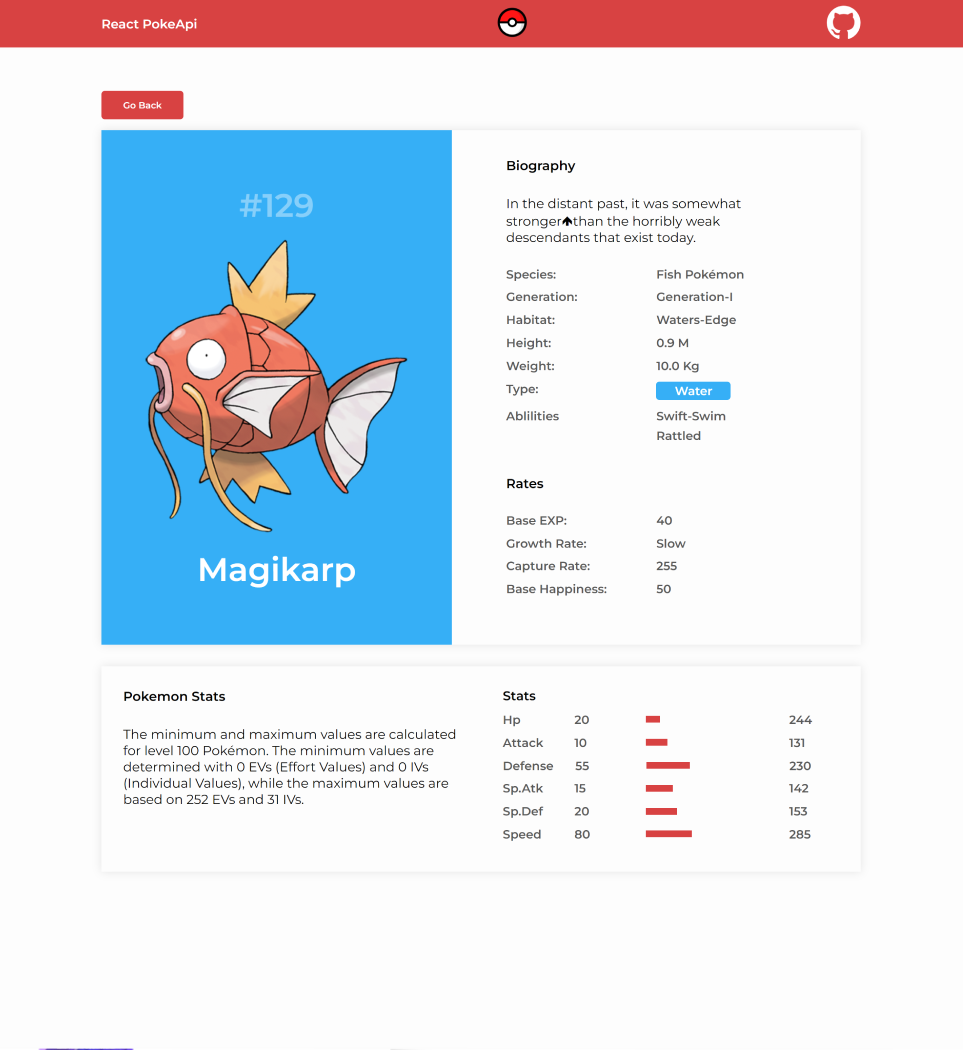 React PokeApi
Go Back
#129
Magikarp
Biography
In the distant past, it was somewhat
stronger🡅than the horribly weak
descendants that exist today.
Species: Fish Pokémon
Generation: Generation-I
Habitat: Waters-Edge
Height: 0.9 M
Weight: 10.0 Kg
Type: Water
Ablilities Swift-Swim
Rattled
Rates
Base EXP: 40
Growth Rate: Slow
Capture Rate: 255
Base Happiness: 50
Pokemon Stats
The minimum and maximum values are calculated
for level 100 Pokémon. The minimum values are
determined with 0 EVs (Effort Values) and 0 IVs
(Individual Values), while the maximum values are
based on 252 EVs and 31 IVs.
Stats
Hp 20 244
Attack 10 131
Defense 55 230
Sp.Atk 15 142
Sp.Def 20 153
Speed 80 285